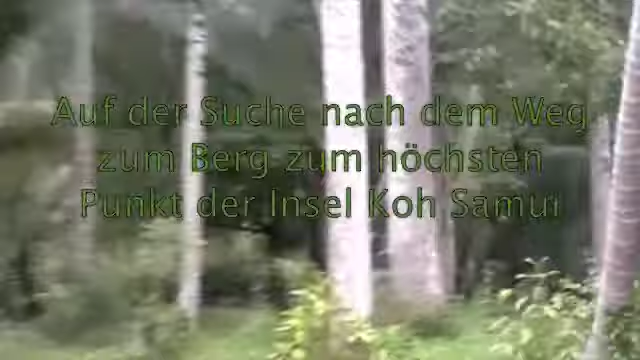 Auf der Suche nach dem Weg
zum Berg zum höchsten
Punkt der Insel Koh Samui